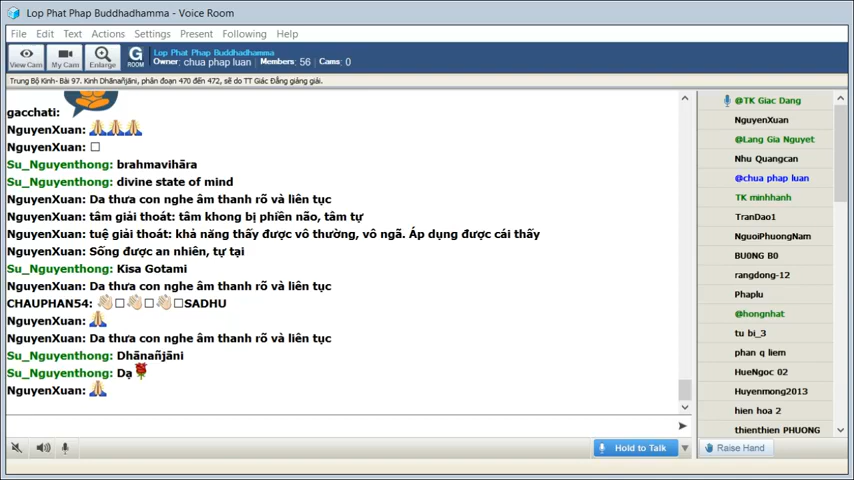 Lop Phat Phap Buddhadhamma - Voice Room
File Edit Text Actions Settings Present Following Help
View Cam My Cam Enlarge G ROOM
Lop Phat Phap Buddhadhamma
Owner: chua phap luan Members: 56 Cams: 0
Trung Bộ Kinh- Bài 97. Kinh Dhānañjāni, phân đoạn 470 đến 472, sẽ do TT Giác Đẳng giảng giải.
gacchati:
NguyenXuan: 🙏🙏🙏
NguyenXuan: □
Su_Nguyenthong: brahmavihāra
Su_Nguyenthong: divine state of mind
NguyenXuan: Da thưa con nghe âm thanh rõ và liên tục
NguyenXuan: tâm giải thoát: tâm khong bị phiền não, tâm tự
NguyenXuan: tuệ giải thoát: khả năng thấy được vô thường, vô ngã. Áp dụng được cái thấy
NguyenXuan: Sống được an nhiên, tự tại
Su_Nguyenthong: Kisa Gotami
NguyenXuan: Da thưa con nghe âm thanh rõ và liên tục
CHAUPHAN54: 👏□👏□👏□SADHU
NguyenXuan: 🙏
NguyenXuan: Da thưa con nghe âm thanh rõ và liên tục
Su_Nguyenthong: Dhānañjāni
Su_Nguyenthong: Dạ🌹
NguyenXuan: 🙏
@TK Giac Dang
NguyenXuan
@Lang Gia Nguyet
Nhu Quangcan
@chua phap luan
TK minhhanh
TranDao1
NguoiPhuongNam
BU0NG B0
rangdong-12
Phaplu
@hongnhat
tu bi_3
phan q liem
HueNgoc 02
Huyenmong2013
hien hoa 2
thienthien PHUONG
Hold to Talk
Raise Hand